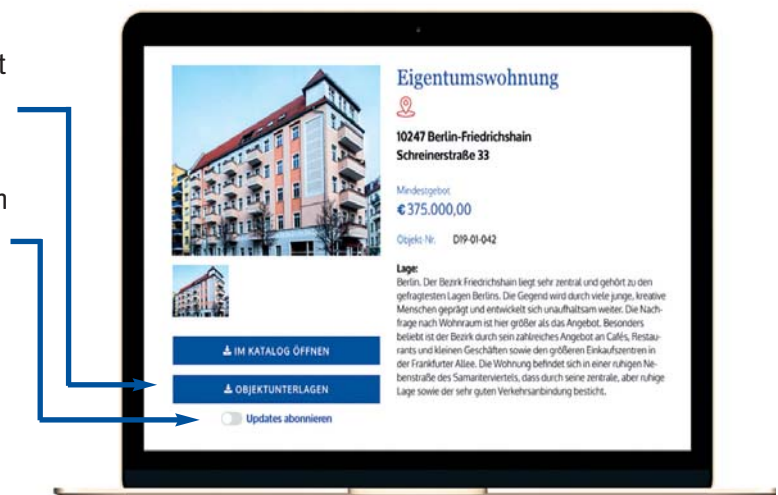 t
n
Eigentumswohnung
10247 Berlin-Friedrichshain
Schreinerstraße 33
Mindestgebot
€ 375.000,00
Objekt-Nr. D19-01-042
Lage:
Berlin. Der Bezirk Friedrichshain liegt sehr zentral und gehört zu den
gefragtesten Lagen Berlins. Die Gegend wird durch viele junge, kreative
Menschen geprägt und entwickelt sich unaufhaltsam weiter. Die Nach-
frage nach Wohnraum ist hier größer als das Angebot. Besonders
beliebt ist der Bezirk durch sein zahlreiches Angebot an Cafés, Restau-
rants und kleinen Geschäften sowie den größeren Einkaufszentren in
der Frankfurter Allee. Die Wohnung befindet sich in einer ruhigen Ne-
benstraße des Samariterviertels, dass durch seine zentrale, aber ruhige
Lage sowie der sehr guten Verkehrsanbindung besticht.
IM KATALOG ÖFFNEN
OBJEKTUNTERLAGEN
Updates abonnieren